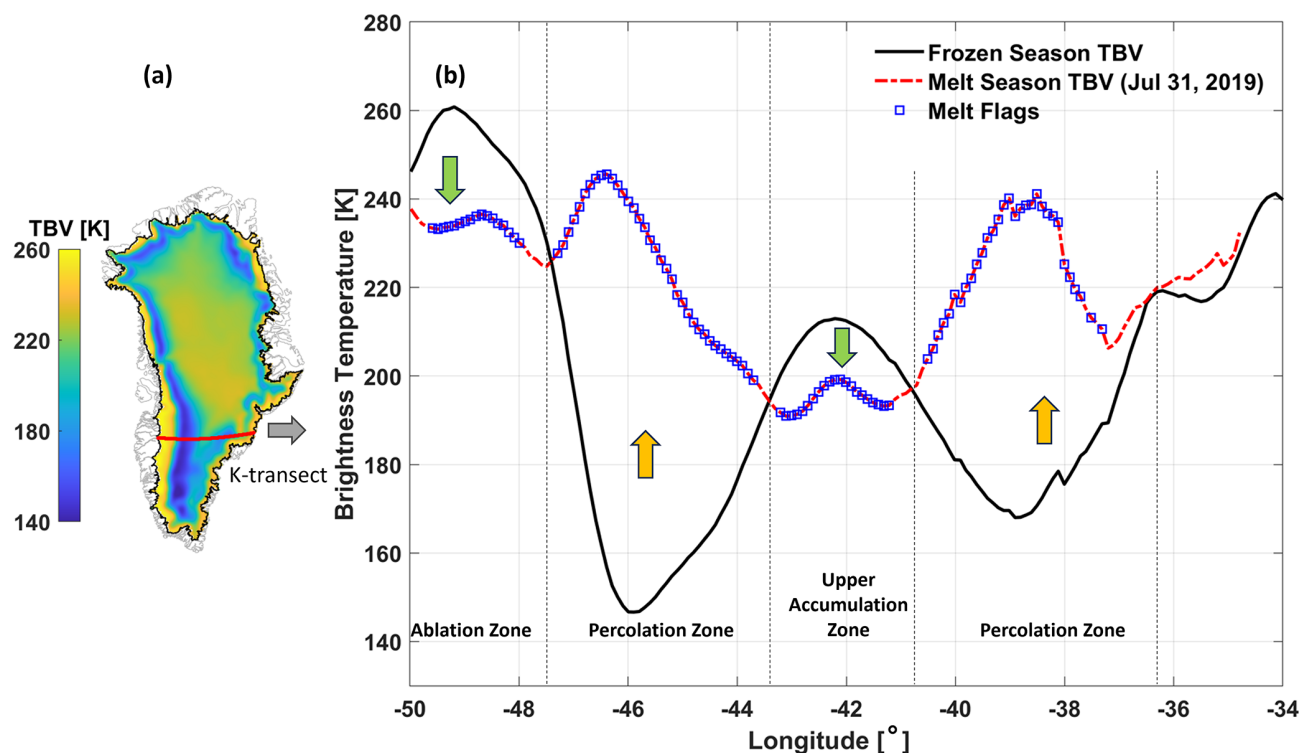 (a)
TBV [K]
260
220
180
140
K-transect
(b)
Frozen Season TBV
Melt Season TBV (Jul 31, 2019)
Melt Flags
Brightness Temperature [K]
280
260
240
220
200
180
160
140
Ablation Zone
Percolation Zone
Upper
Accumulation
Zone
Percolation Zone
-50 -48 -46 -44 -42 -40 -38 -36 -34
Longitude [°]